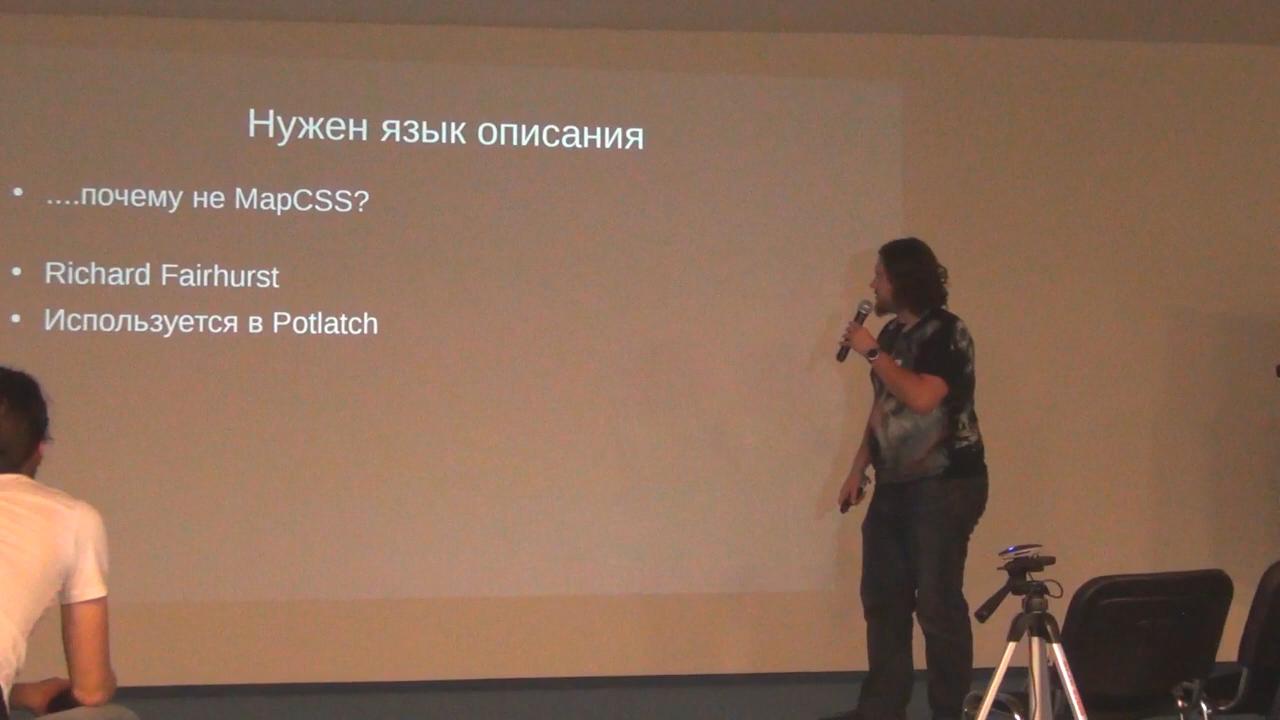 Нужен язык описания
• ....почему не MapCSS?
• Richard Fairhurst
• Используется в Potlatch